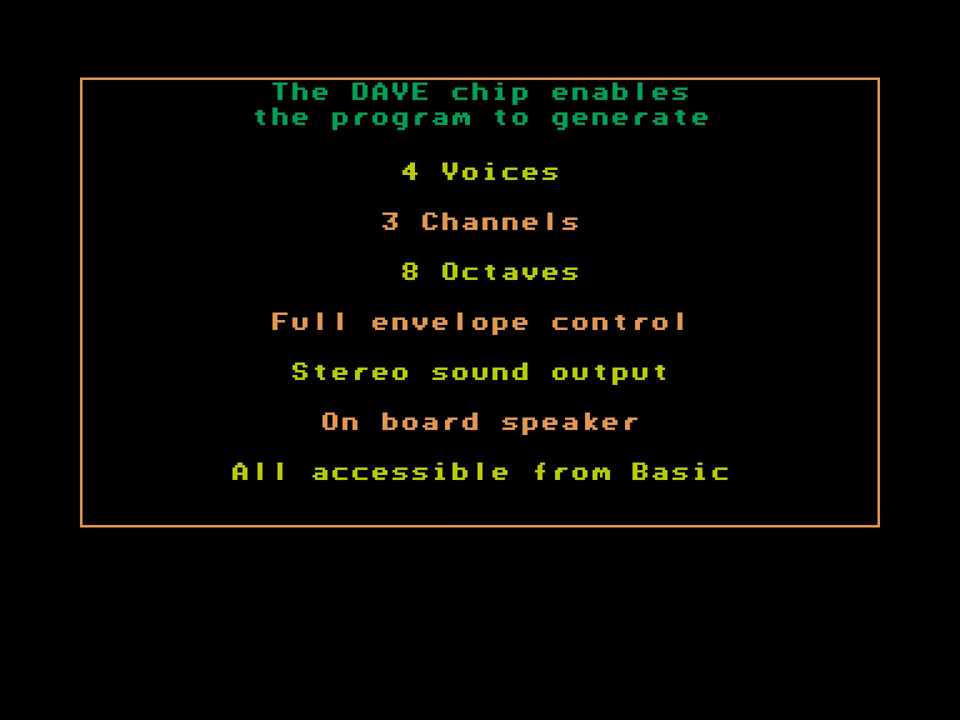 The DAVE chip enables
the program to generate
4 Voices
3 Channels
8 Octaves
Full envelope control
Stereo sound output
On board speaker
All accessible from Basic